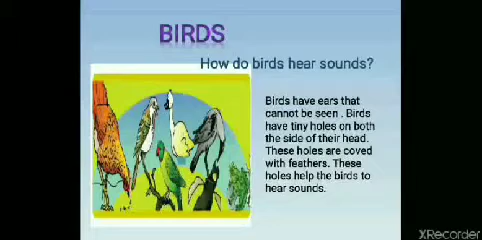 BIRDS
How do birds hear sounds?
Birds have ears that
cannot be seen . Birds
have tiny holes on both
the side of their head.
These holes are coved
with feathers. These
holes help the birds to
hear sounds.
XRecorder